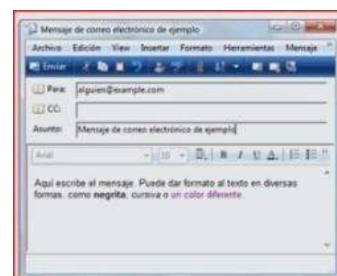 Mensaje de correo electrónico de ejemplo
Archivo Edición View Insertar Formato Herramientas Mensaje
Enviar
Para: alguien@example.com
CC:
Asunto: Mensaje de correo electrónico de ejemplo
Arial 10 B I U A
Aquí escribe el mensaje. Puede dar formato al texto en diversas
formas, como negrita, cursiva o un color diferente.